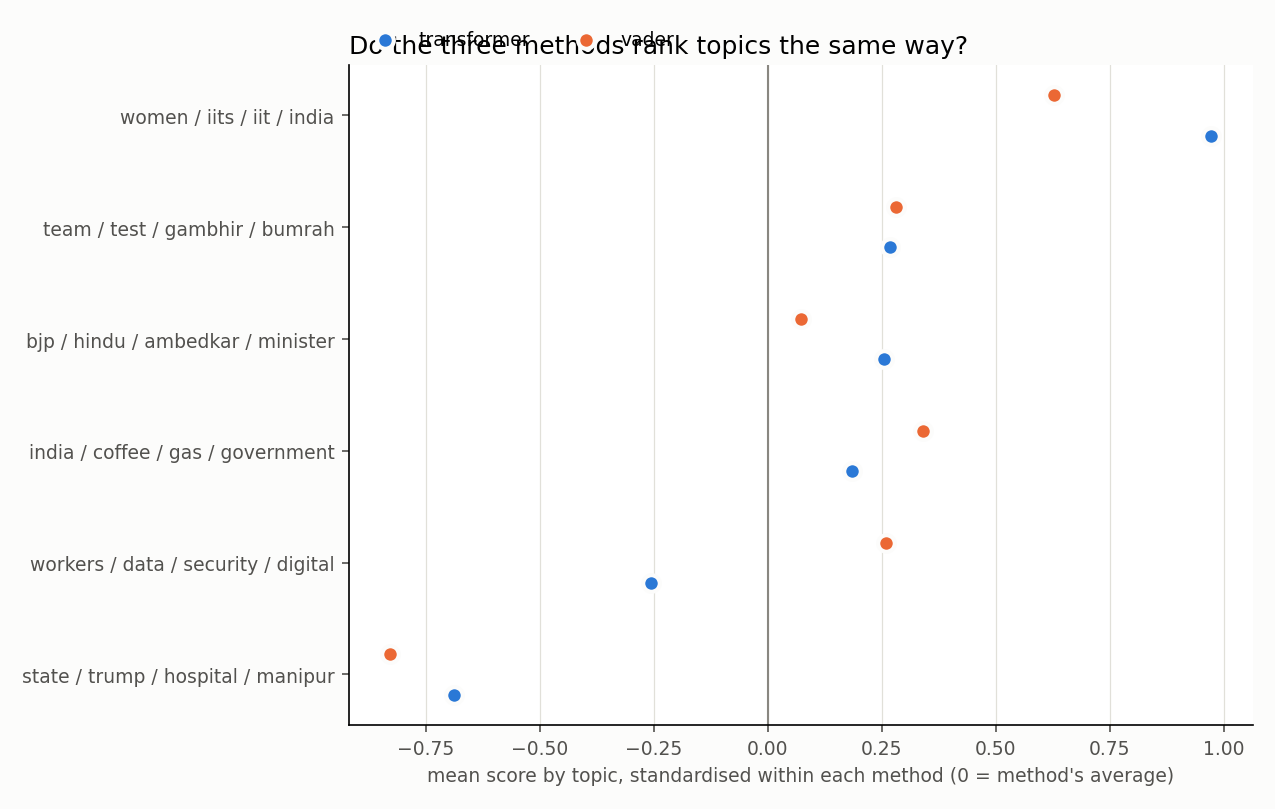 Do the three methods rank topics the same way?
transformer vader
women / iits / iit / india
team / test / gambhir / bumrah
bjp / hindu / ambedkar / minister
india / coffee / gas / government
workers / data / security / digital
state / trump / hospital / manipur
−0.75 −0.50 −0.25 0.00 0.25 0.50 0.75 1.00
mean score by topic, standardised within each method (0 = method's average)